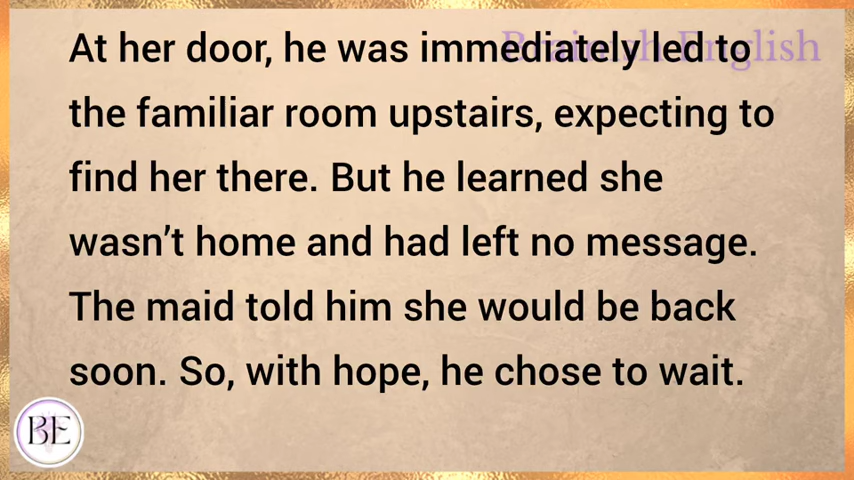 At her door, he was immediately led to
the familiar room upstairs, expecting to
find her there. But he learned she
wasn’t home and had left no message.
The maid told him she would be back
soon. So, with hope, he chose to wait.
English
BE